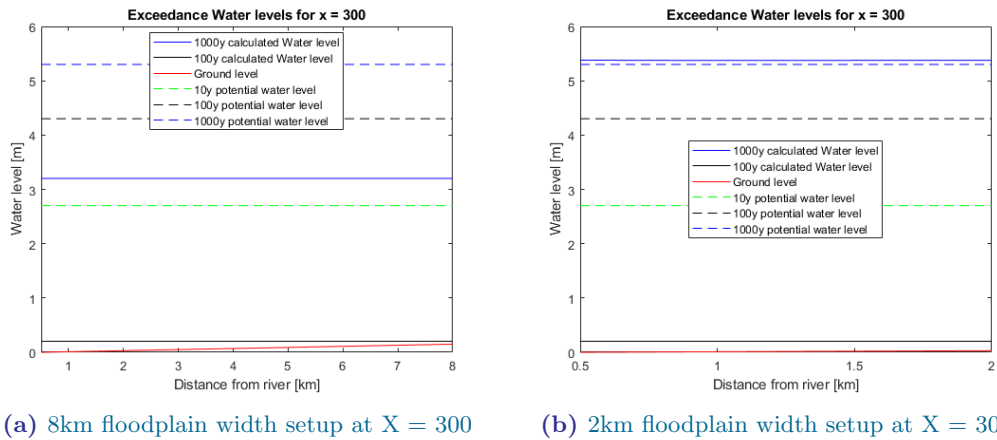 Exceedance Water levels for x = 300
6
5
4
3
2
1
0
Water level [m]
1000y calculated Water level
100y calculated Water level
Ground level
10y potential water level
100y potential water level
1000y potential water level
1 2 3 4 5 6 7 8
Distance from river [km]
(a) 8km floodplain width setup at X = 300
Exceedance Water levels for x = 300
6
5
4
3
2
1
0
Water level [m]
1000y calculated Water level
100y calculated Water level
Ground level
10y potential water level
100y potential water level
1000y potential water level
0.5 1 1.5 2
Distance from river [km]
(b) 2km floodplain width setup at X = 30